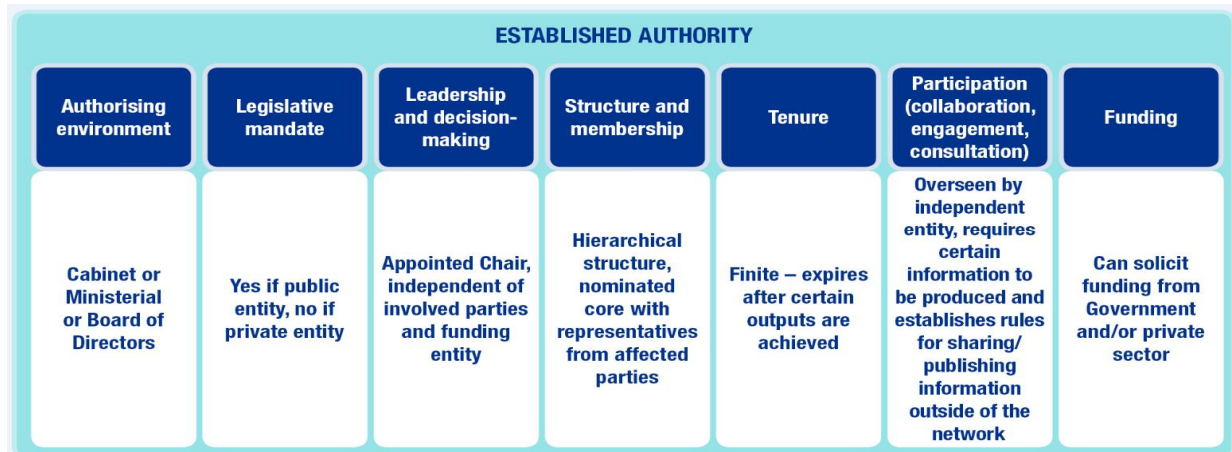 ESTABLISHED AUTHORITY
Authorising
environment
Legislative
mandate
Leadership
and decision-
making
Structure and
membership
Tenure
Participation
(collaboration,
engagement,
consultation)
Funding
Cabinet or
Ministerial
or Board of
Directors
Yes if public
entity, no if
private entity
Appointed Chair,
independent of
involved parties
and funding
entity
Hierarchical
structure,
nominated
core with
representatives
from affected
parties
Finite – expires
after certain
outputs are
achieved
Overseen by
independent
entity, requires
certain
information to
be produced and
establishes rules
for sharing/
publishing
information
outside of the
network
Can solicit
funding from
Government
and/or private
sector